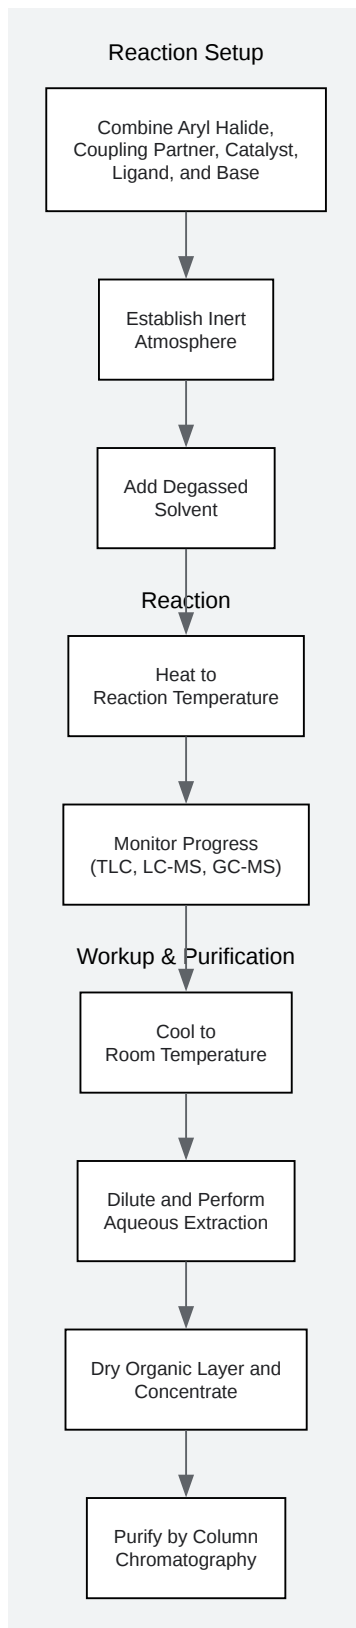 Reaction Setup
Combine Aryl Halide,
Coupling Partner, Catalyst,
Ligand, and Base
Establish Inert
Atmosphere
Add Degassed
Solvent
Reaction
Heat to
Reaction Temperature
Monitor Progress
(TLC, LC-MS, GC-MS)
Workup & Purification
Cool to
Room Temperature
Dilute and Perform
Aqueous Extraction
Dry Organic Layer and
Concentrate
Purify by Column
Chromatography